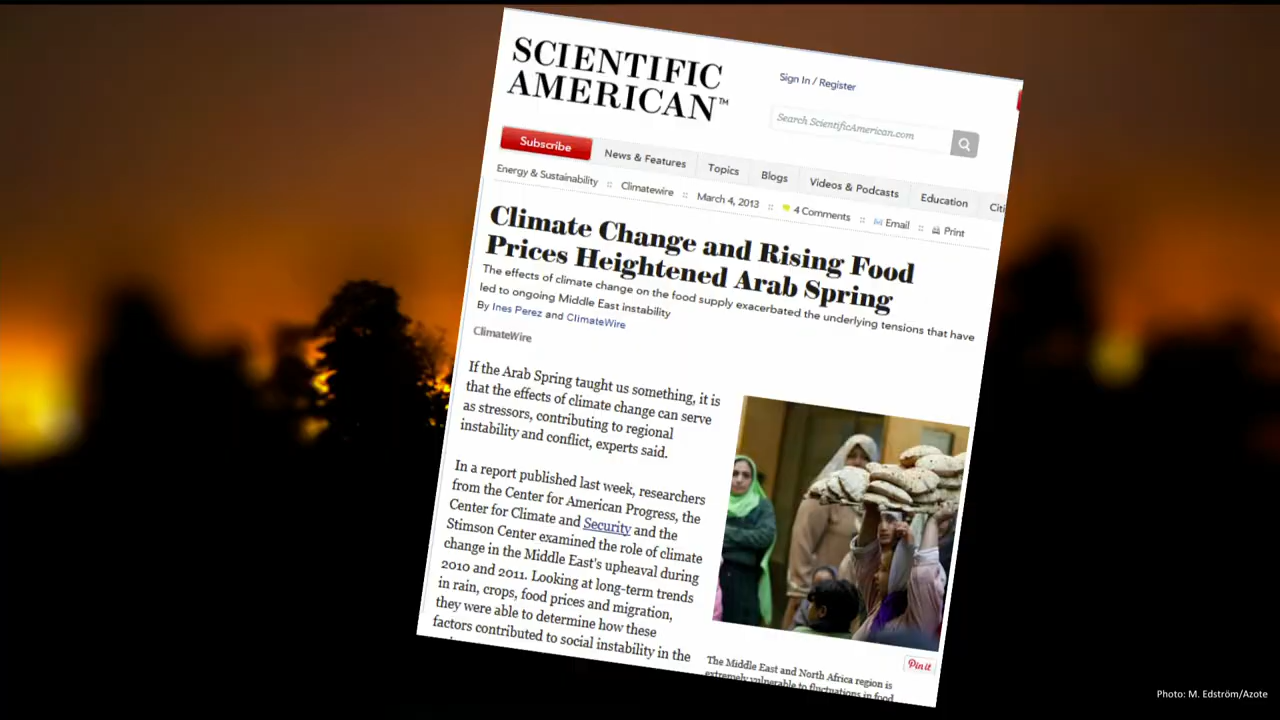 SCIENTIFIC
AMERICAN™
Sign In / Register
Search ScientificAmerican.com
Subscribe
News & Features
Topics
Blogs
Videos & Podcasts
Education
Citi
Energy & Sustainability :: Climatewire :: March 4, 2013 :: 4 Comments :: Email :: Print
Climate Change and Rising Food
Prices Heightened Arab Spring
The effects of climate change on the food supply exacerbated the underlying tensions that have
led to ongoing Middle East instability
By Ines Perez and ClimateWire
ClimateWire
If the Arab Spring taught us something, it is
that the effects of climate change can serve
as stressors, contributing to regional
instability and conflict, experts said.
In a report published last week, researchers
from the Center for American Progress, the
Center for Climate and Security and the
Stimson Center examined the role of climate
change in the Middle East's upheaval during
2010 and 2011. Looking at long-term trends
in rain, crops, food prices and migration,
they were able to determine how these
factors contributed to social instability in the
Pin it
The Middle East and North Africa region is
extremely vulnerable to fluctuations in food
Photo: M. Edström/Azote